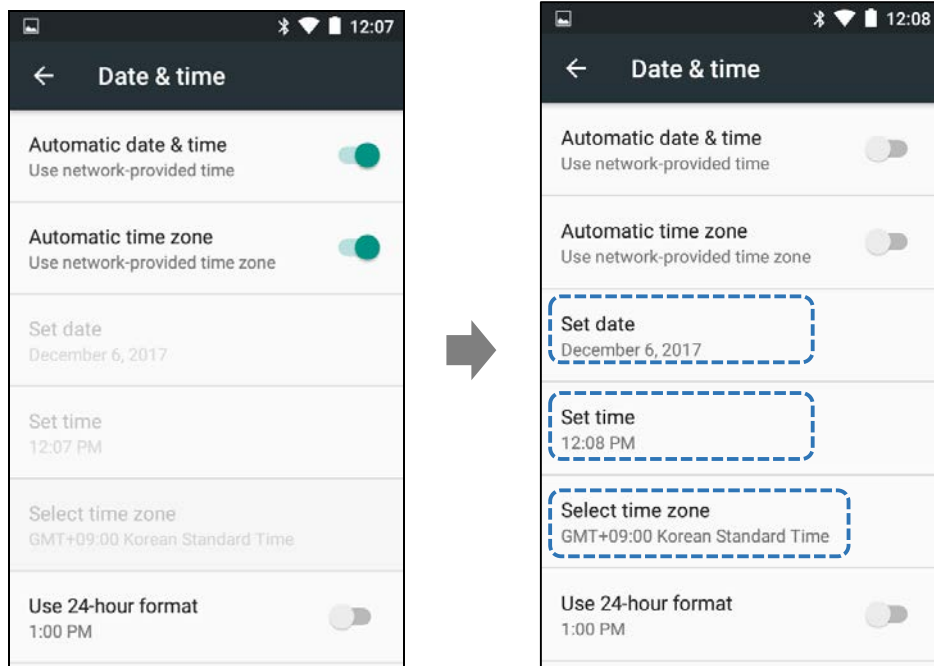 12:07
Date & time
Automatic date & time
Use network-provided time
Automatic time zone
Use network-provided time zone
Set date
December 6, 2017
Set time
12:07 PM
Select time zone
GMT+09:00 Korean Standard Time
Use 24-hour format
1:00 PM
12:08
Date & time
Automatic date & time
Use network-provided time
Automatic time zone
Use network-provided time zone
Set date
December 6, 2017
Set time
12:08 PM
Select time zone
GMT+09:00 Korean Standard Time
Use 24-hour format
1:00 PM